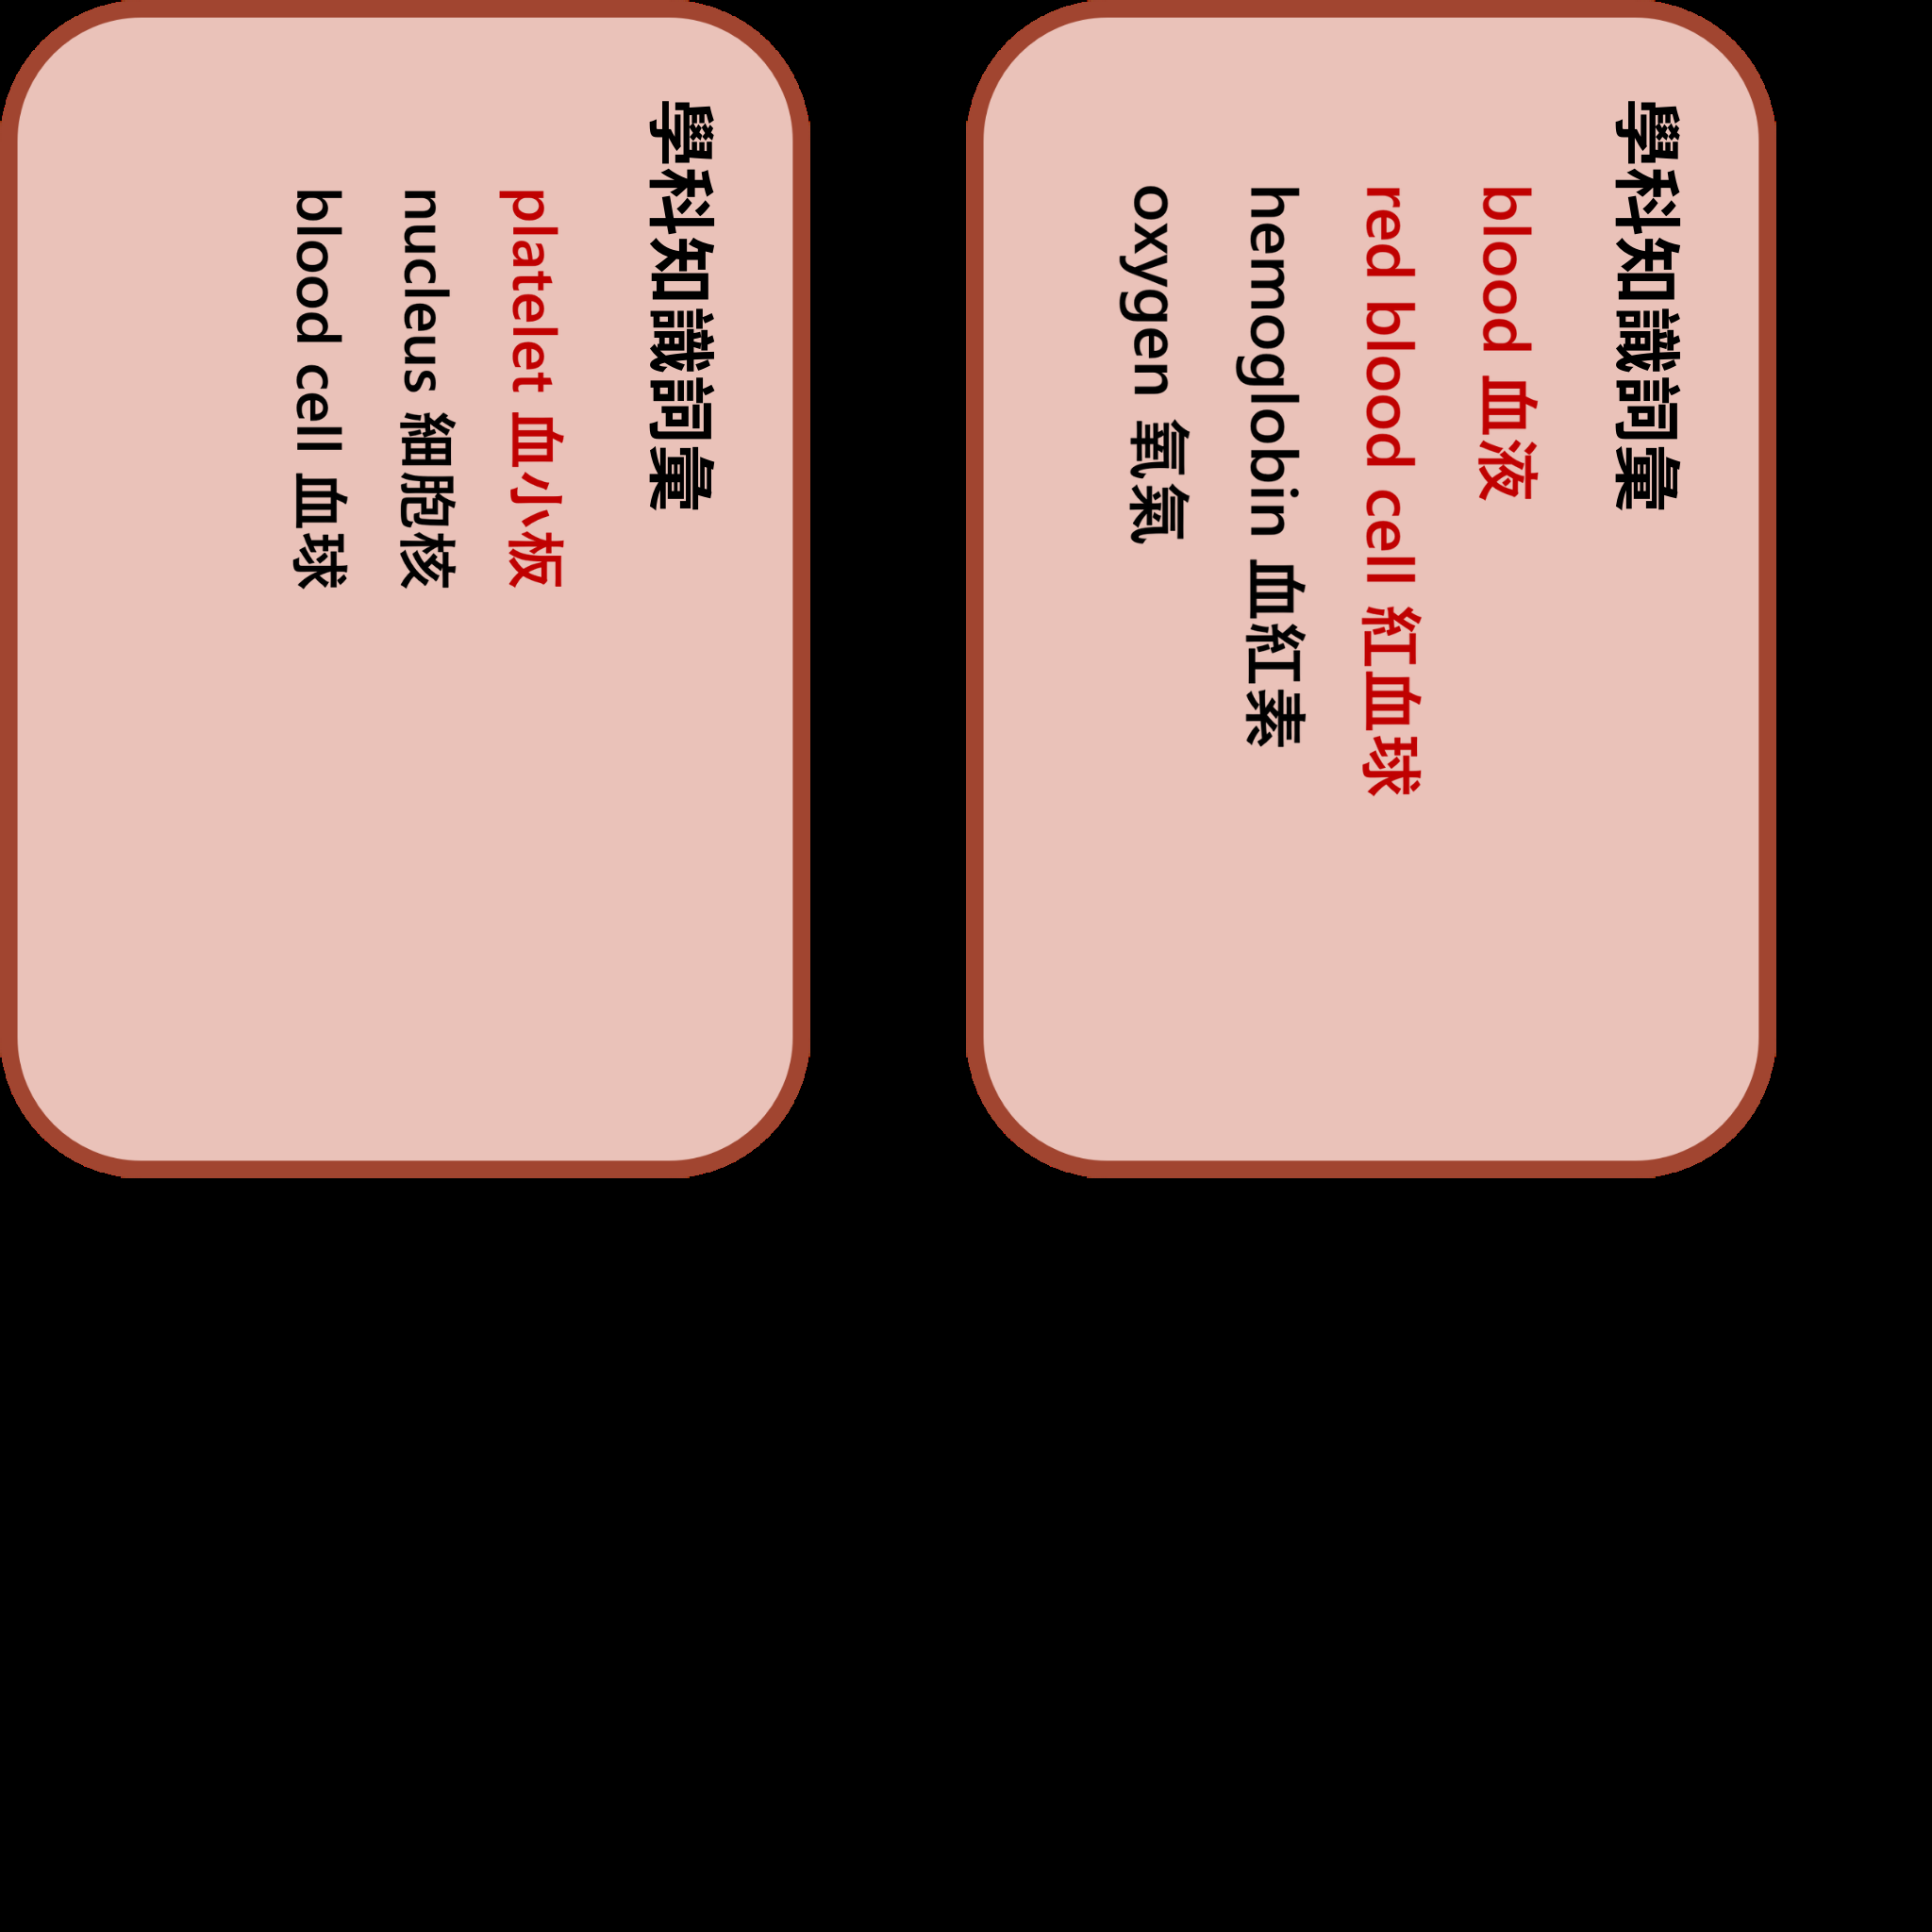 學科知識詞彙
blood 血液
red blood cell 紅血球
hemoglobin 血紅素
oxygen 氧氣
學科知識詞彙
platelet 血小板
nucleus 細胞核
blood cell 血球